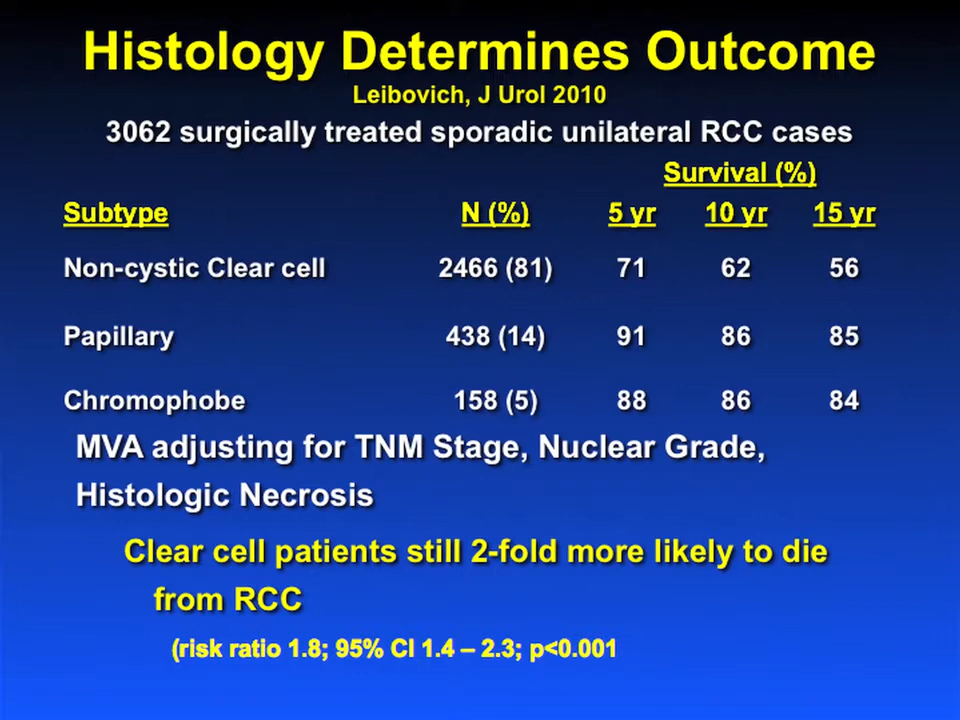 Histology Determines Outcome
Leibovich, J Urol 2010
3062 surgically treated sporadic unilateral RCC cases
Survival (%)
Subtype N (%) 5 yr 10 yr 15 yr
Non-cystic Clear cell 2466 (81) 71 62 56
Papillary 438 (14) 91 86 85
Chromophobe 158 (5) 88 86 84
MVA adjusting for TNM Stage, Nuclear Grade,
Histologic Necrosis
Clear cell patients still 2-fold more likely to die
from RCC
(risk ratio 1.8; 95% CI 1.4 – 2.3; p<0.001